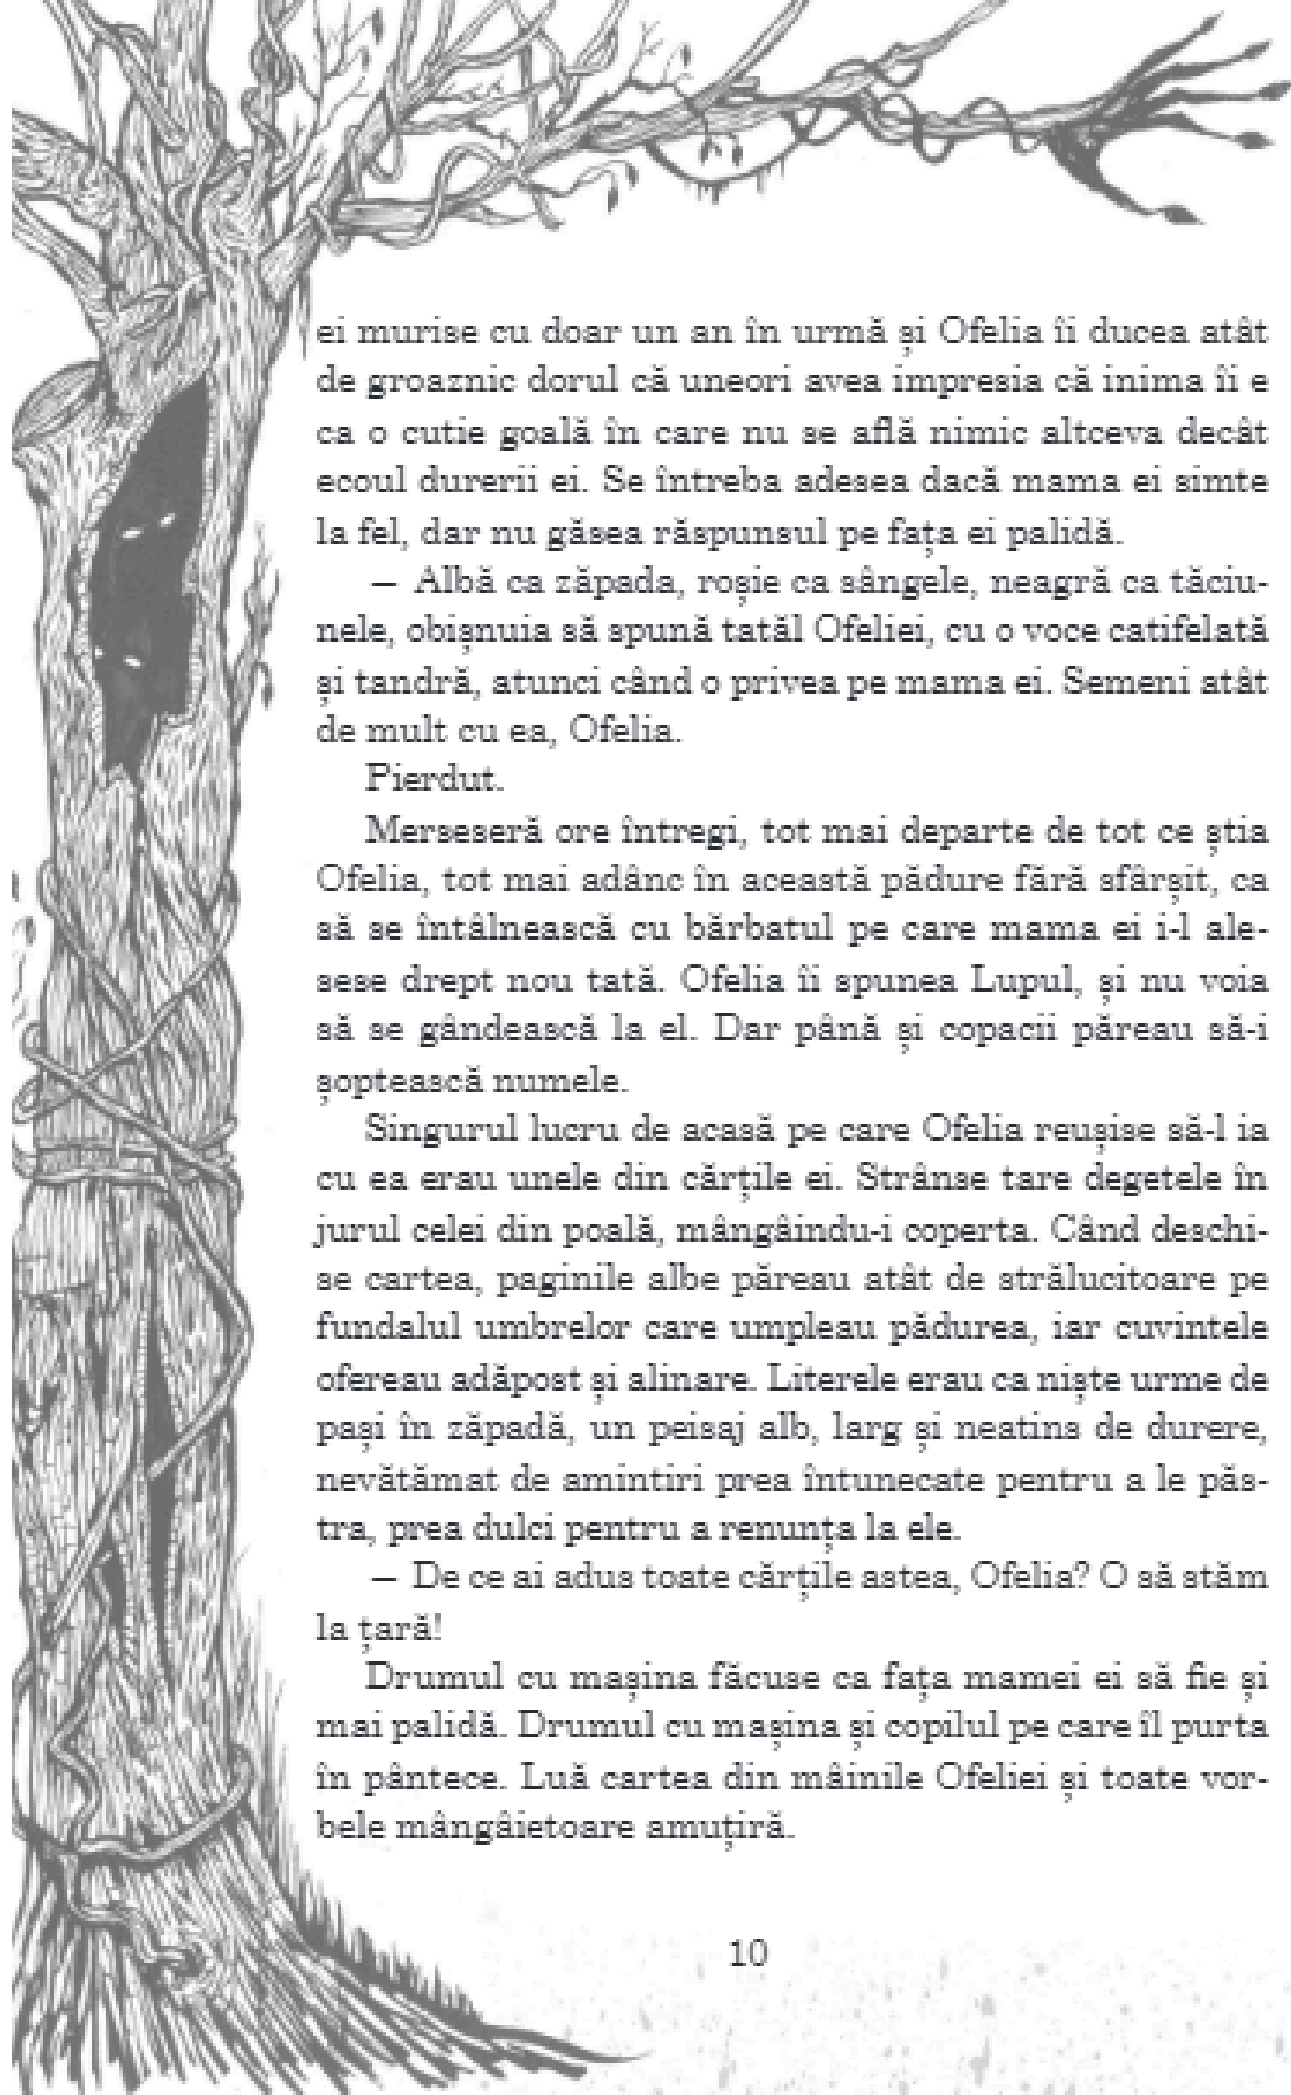 ei murise cu doar un an în urmă și Ofelia îi ducea atât
de groaznic dorul că uneori avea impresia că inima îi e
ca o cutie goală în care nu se află nimic altceva decât
ecoul durerii ei. Se întreba adesea dacă mama ei simte
la fel, dar nu găsea răspunsul pe fața ei palidă.
— Albă ca zăpada, roșie ca sângele, neagră ca tăciu-
nele, obișnuia să spună tatăl Ofeliei, cu o voce catifelată
și tandră, atunci când o privea pe mama ei. Semeni atât
de mult cu ea, Ofelia.
Pierdut.
Merseseră ore întregi, tot mai departe de tot ce știa
Ofelia, tot mai adânc în această pădure fără sfârșit, ca
să se întâlnească cu bărbatul pe care mama ei i-l ale-
sese drept nou tată. Ofelia îi spunea Lupul, și nu voia
să se gândească la el. Dar până și copacii păreau să-i
șoptească numele.
Singurul lucru de acasă pe care Ofelia reușise să-l ia
cu ea erau unele din cărțile ei. Strânse tare degetele în
jurul celei din poală, mângâindu-i coperta. Când deschi-
se cartea, paginile albe păreau atât de strălucitoare pe
fundalul umbrelor care umpleau pădurea, iar cuvintele
ofereau adăpost și alinare. Literele erau ca niște urme de
pași în zăpadă, un peisaj alb, larg și neatins de durere,
nevătămat de amintiri prea întunecate pentru a le păs-
tra, prea dulci pentru a renunța la ele.
— De ce ai adus toate cărțile astea, Ofelia? O să stăm
la țară!
Drumul cu mașina făcuse ca fața mamei ei să fie și
mai palidă. Drumul cu mașina și copilul pe care îl purta
în pântece. Luă cartea din mâinile Ofeliei și toate vor-
bele mângâietoare amuțiră.
10